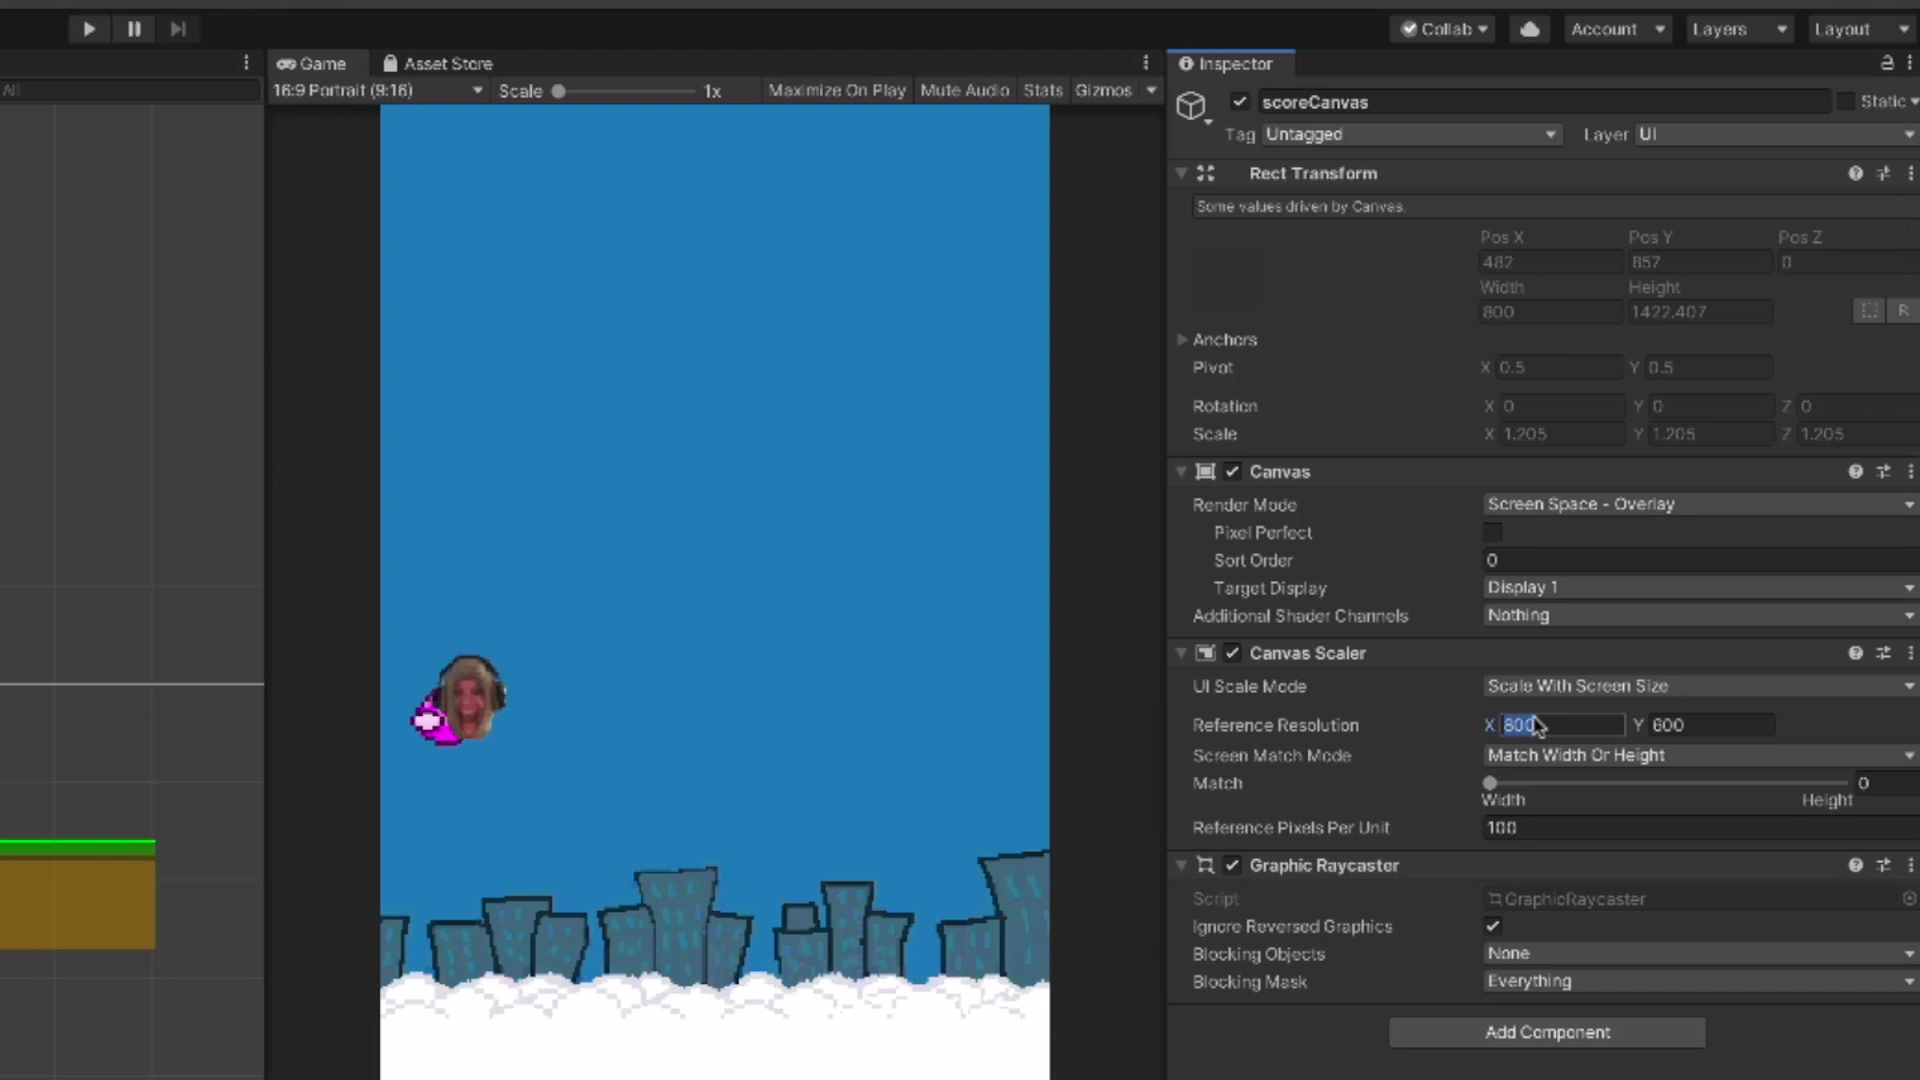 Collab
Account
Layers
Layout
Game
Asset Store
Inspector
All
16:9 Portrait (9:16)
Scale
1x
Maximize On Play
Mute Audio
Stats
Gizmos
scoreCanvas
Static
Tag
Untagged
Layer
UI
Rect Transform
Some values driven by Canvas.
Pos X
Pos Y
Pos Z
482
857
0
Width
Height
800
1422.407
R
Anchors
Pivot
X 0.5
Y 0.5
Rotation
X 0
Y 0
Z 0
Scale
X 1.205
Y 1.205
Z 1.205
Canvas
Render Mode
Screen Space - Overlay
Pixel Perfect
Sort Order
0
Target Display
Display 1
Additional Shader Channels
Nothing
Canvas Scaler
UI Scale Mode
Scale With Screen Size
Reference Resolution
X 800
Y 600
Screen Match Mode
Match Width Or Height
Match
0
Width
Height
Reference Pixels Per Unit
100
Graphic Raycaster
Script
GraphicRaycaster
Ignore Reversed Graphics
Blocking Objects
None
Blocking Mask
Everything
Add Component